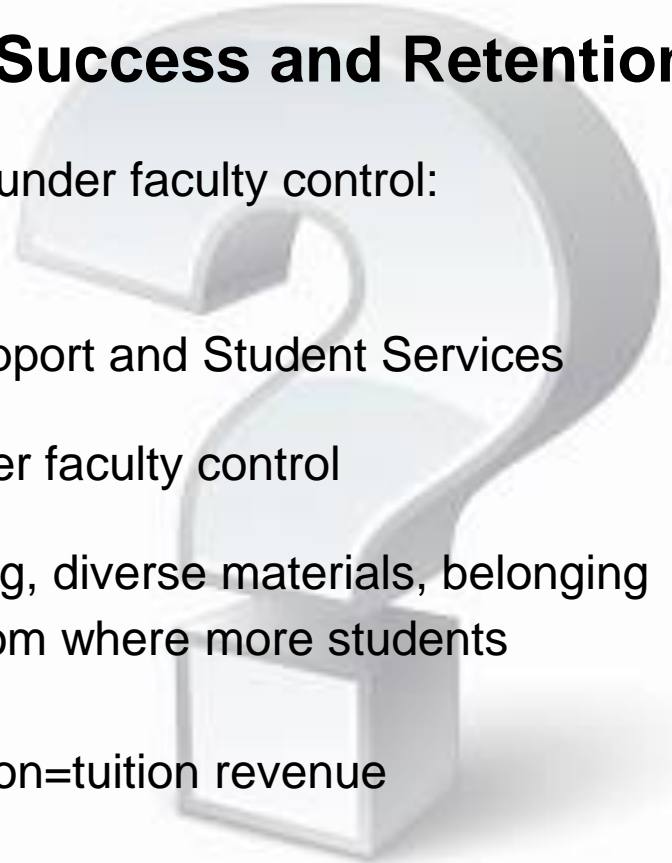 Success and Retention
under faculty control:
pport and Student Services
er faculty control
g, diverse materials, belonging
om where more students
on=tuition revenue